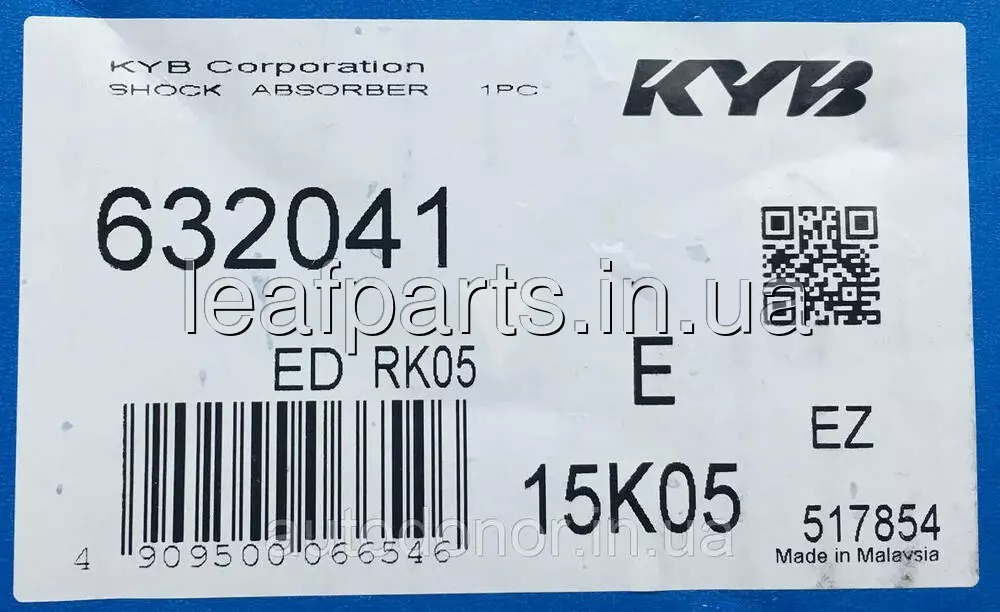 KYB Corporation
SHOCK ABSORBER 1PC
KYB
632041
leafparts.in.ua
ED RK05
E
EZ
15K05
517854
autodonor.in.ua
Made in Malaysia
4 909500 066546